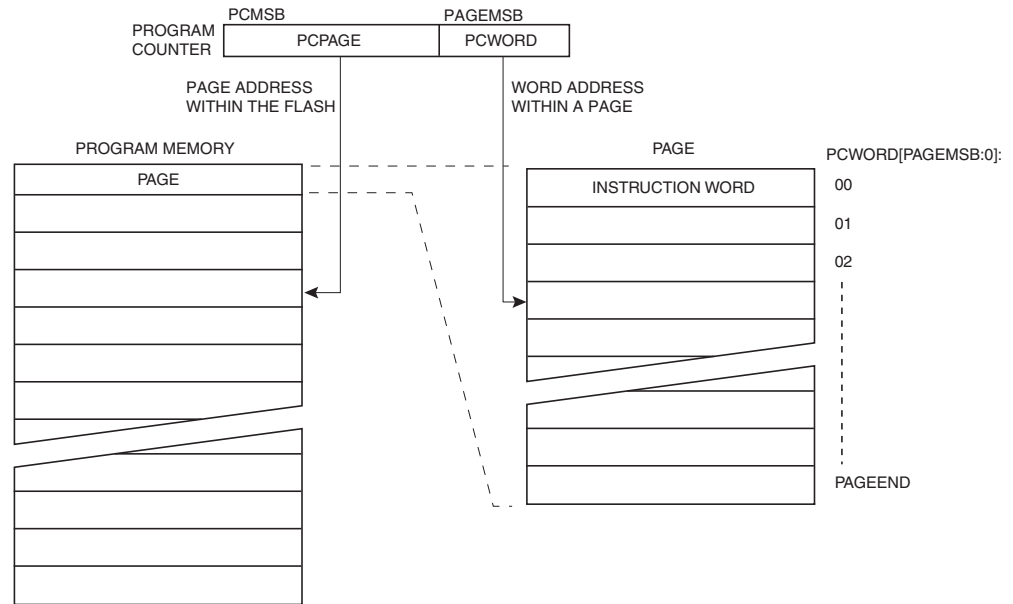 PCMSB
PAGEMSB
PROGRAM
COUNTER
PCPAGE
PCWORD
PAGE ADDRESS
WITHIN THE FLASH
WORD ADDRESS
WITHIN A PAGE
PROGRAM MEMORY
PAGE
PAGE
PCWORD[PAGEMSB:0]:
INSTRUCTION WORD
00
01
02
PAGEEND